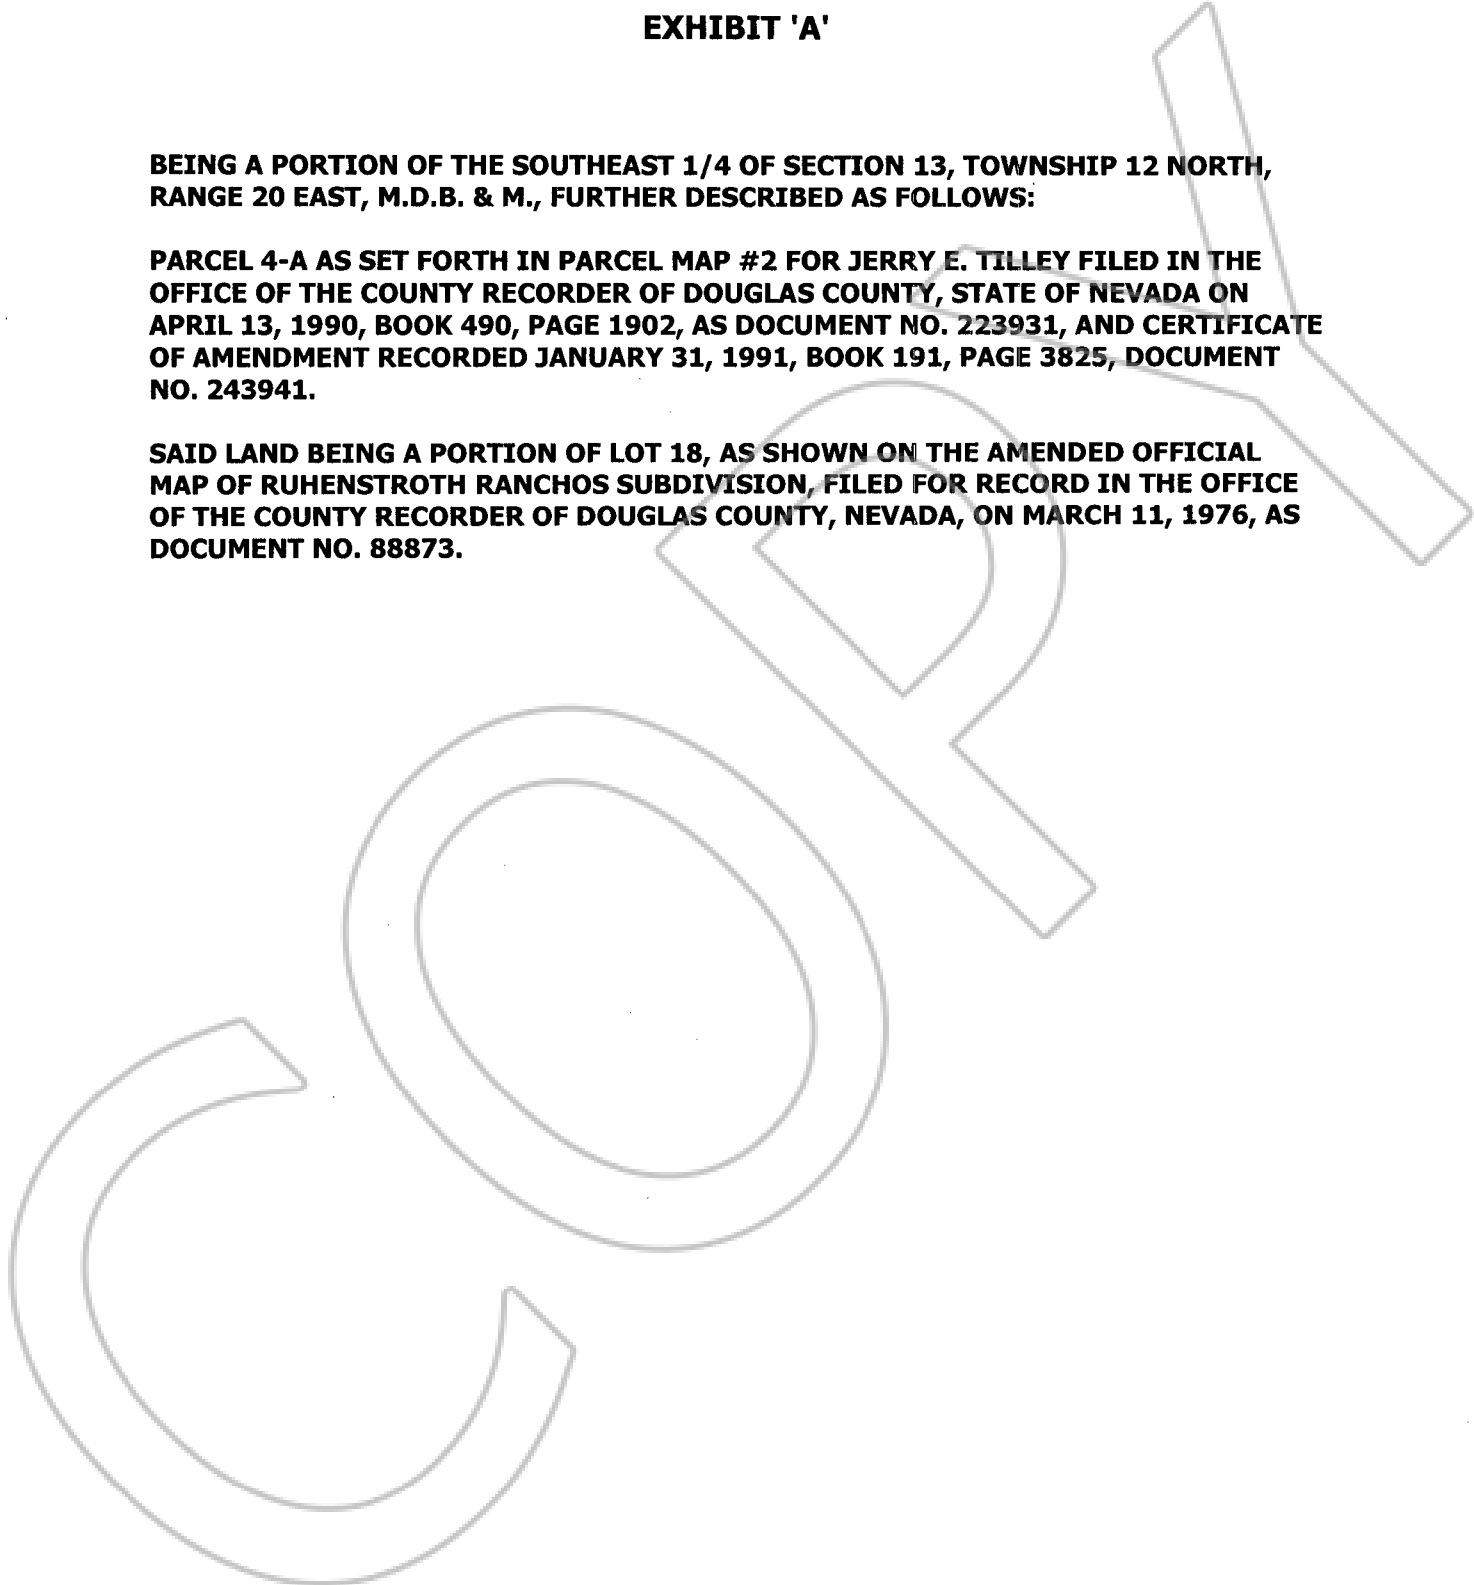 EXHIBIT 'A'
BEING A PORTION OF THE SOUTHEAST 1/4 OF SECTION 13, TOWNSHIP 12 NORTH,
RANGE 20 EAST, M.D.B. & M., FURTHER DESCRIBED AS FOLLOWS:
PARCEL 4-A AS SET FORTH IN PARCEL MAP #2 FOR JERRY E. TILLEY FILED IN THE
OFFICE OF THE COUNTY RECORDER OF DOUGLAS COUNTY, STATE OF NEVADA ON
APRIL 13, 1990, BOOK 490, PAGE 1902, AS DOCUMENT NO. 223931, AND CERTIFICATE
OF AMENDMENT RECORDED JANUARY 31, 1991, BOOK 191, PAGE 3825, DOCUMENT
NO. 243941.
SAID LAND BEING A PORTION OF LOT 18, AS SHOWN ON THE AMENDED OFFICIAL
MAP OF RUHENSTROTH RANCHOS SUBDIVISION, FILED FOR RECORD IN THE OFFICE
OF THE COUNTY RECORDER OF DOUGLAS COUNTY, NEVADA, ON MARCH 11, 1976, AS
DOCUMENT NO. 88873.
COPY